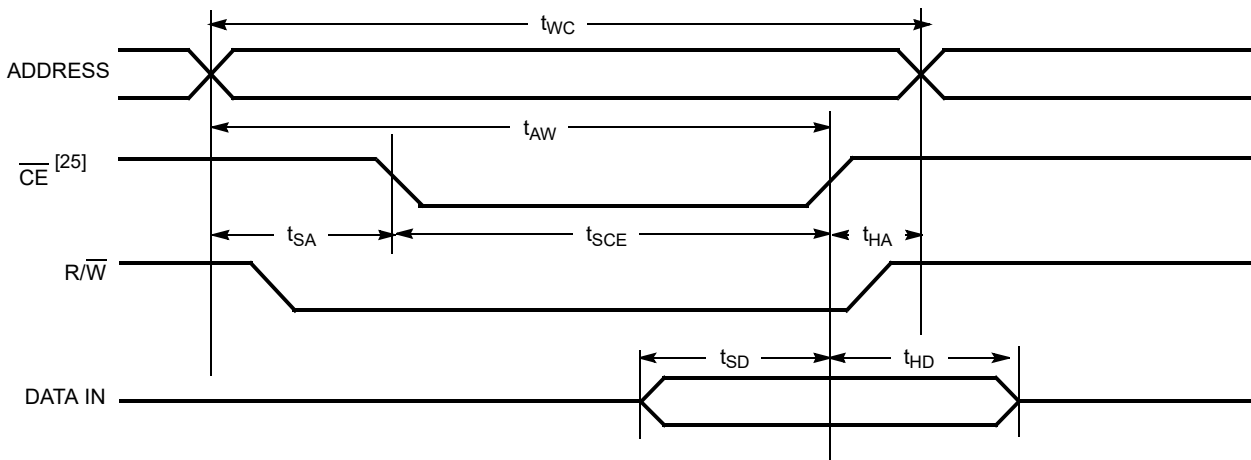 tWC
ADDRESS
tAW
CE [25]
tSA
tSCE
tHA
R/W
tSD
tHD
DATA IN